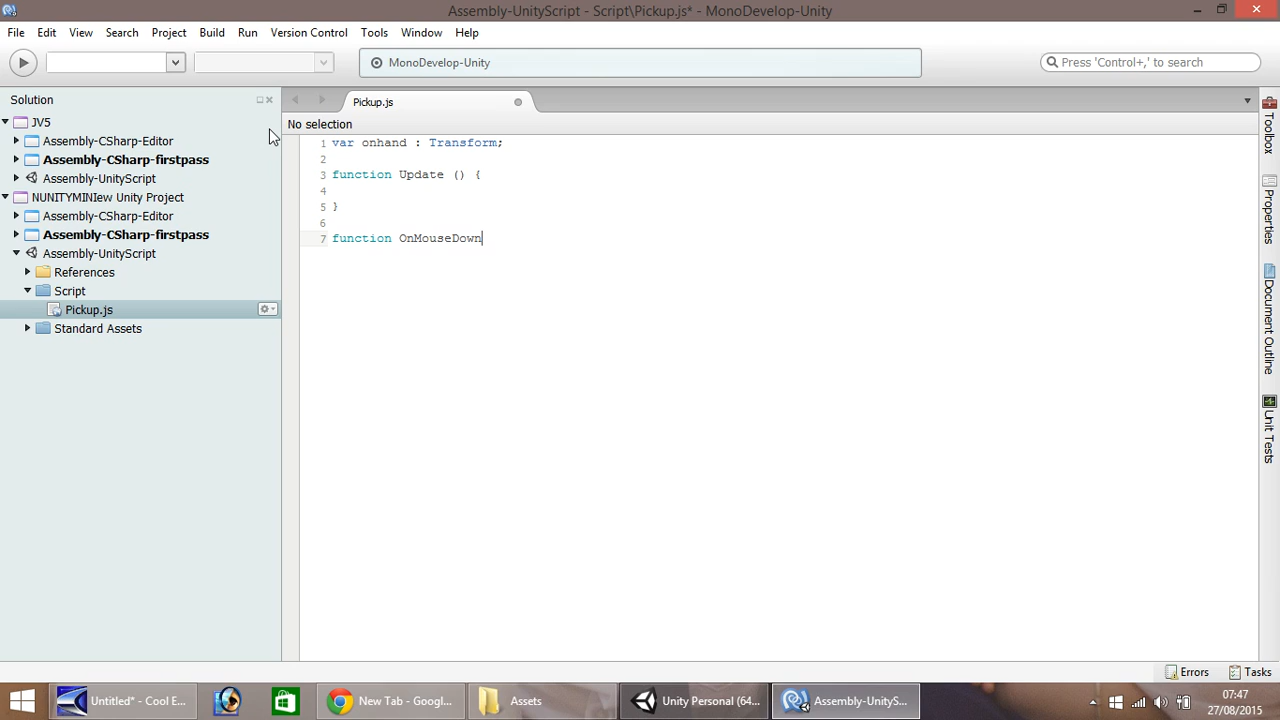 Assembly-UnityScript - Script\Pickup.js* - MonoDevelop-Unity
File Edit View Search Project Build Run Version Control Tools Window Help
MonoDevelop-Unity
Press 'Control+,' to search
Solution
JV5
Assembly-CSharp-Editor
Assembly-CSharp-firstpass
Assembly-UnityScript
NUNITYMINIew Unity Project
Assembly-CSharp-Editor
Assembly-CSharp-firstpass
Assembly-UnityScript
References
Script
Pickup.js
Standard Assets
Pickup.js
No selection
1 var onhand : Transform;
2
3 function Update () {
4
5 }
6
7 function OnMouseDown
Toolbox
Properties
Document Outline
Unit Tests
Errors Tasks
Untitled* - Cool E...
New Tab - Googl...
Assets
Unity Personal (64...
Assembly-UnityS...
07:47
27/08/2015